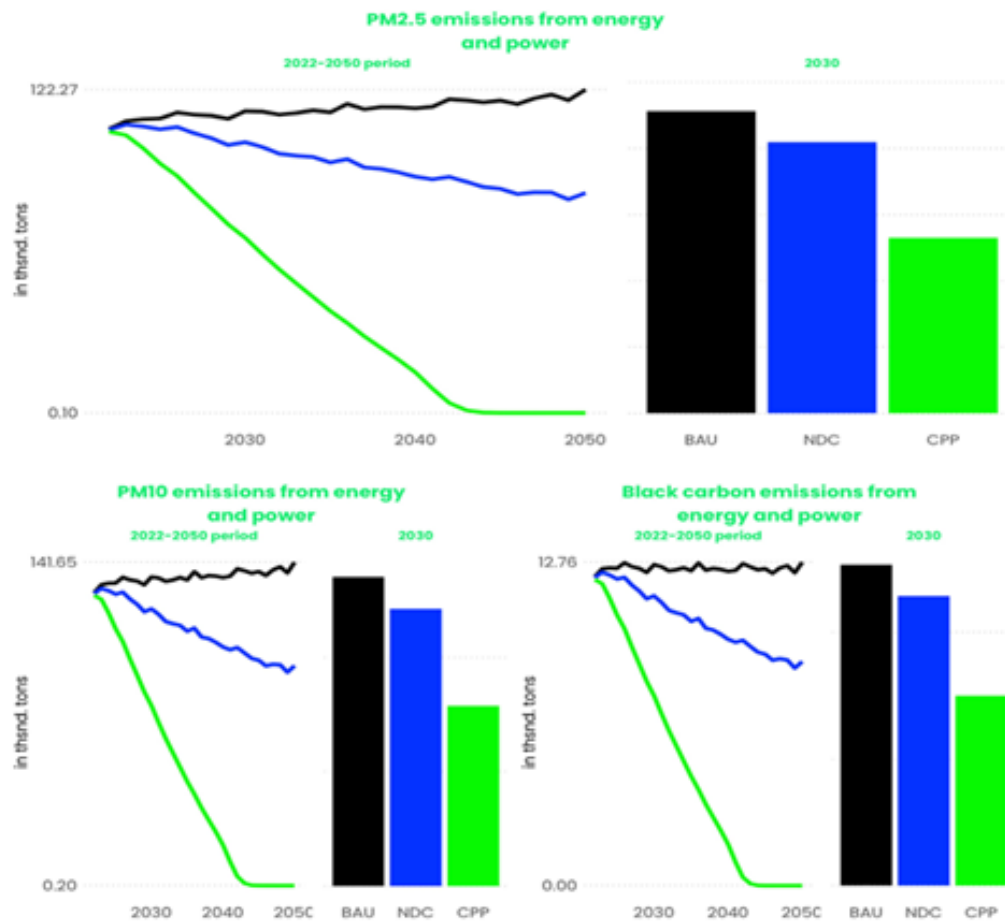 PM2.5 emissions from energy
and power
2022-2050 period
2030
122.27
in thsnd. tons
0.10
2030
2040
2050
BAU
NDC
CPP
PM10 emissions from energy
and power
2022-2050 period
2030
141.65
in thsnd. tons
0.20
2030
2040
205C
BAU
NDC
CPP
Black carbon emissions from
energy and power
2022-2050 period
2030
12.76
in thsnd. tons
0.00
2030
2040
205C
BAU
NDC
CPP